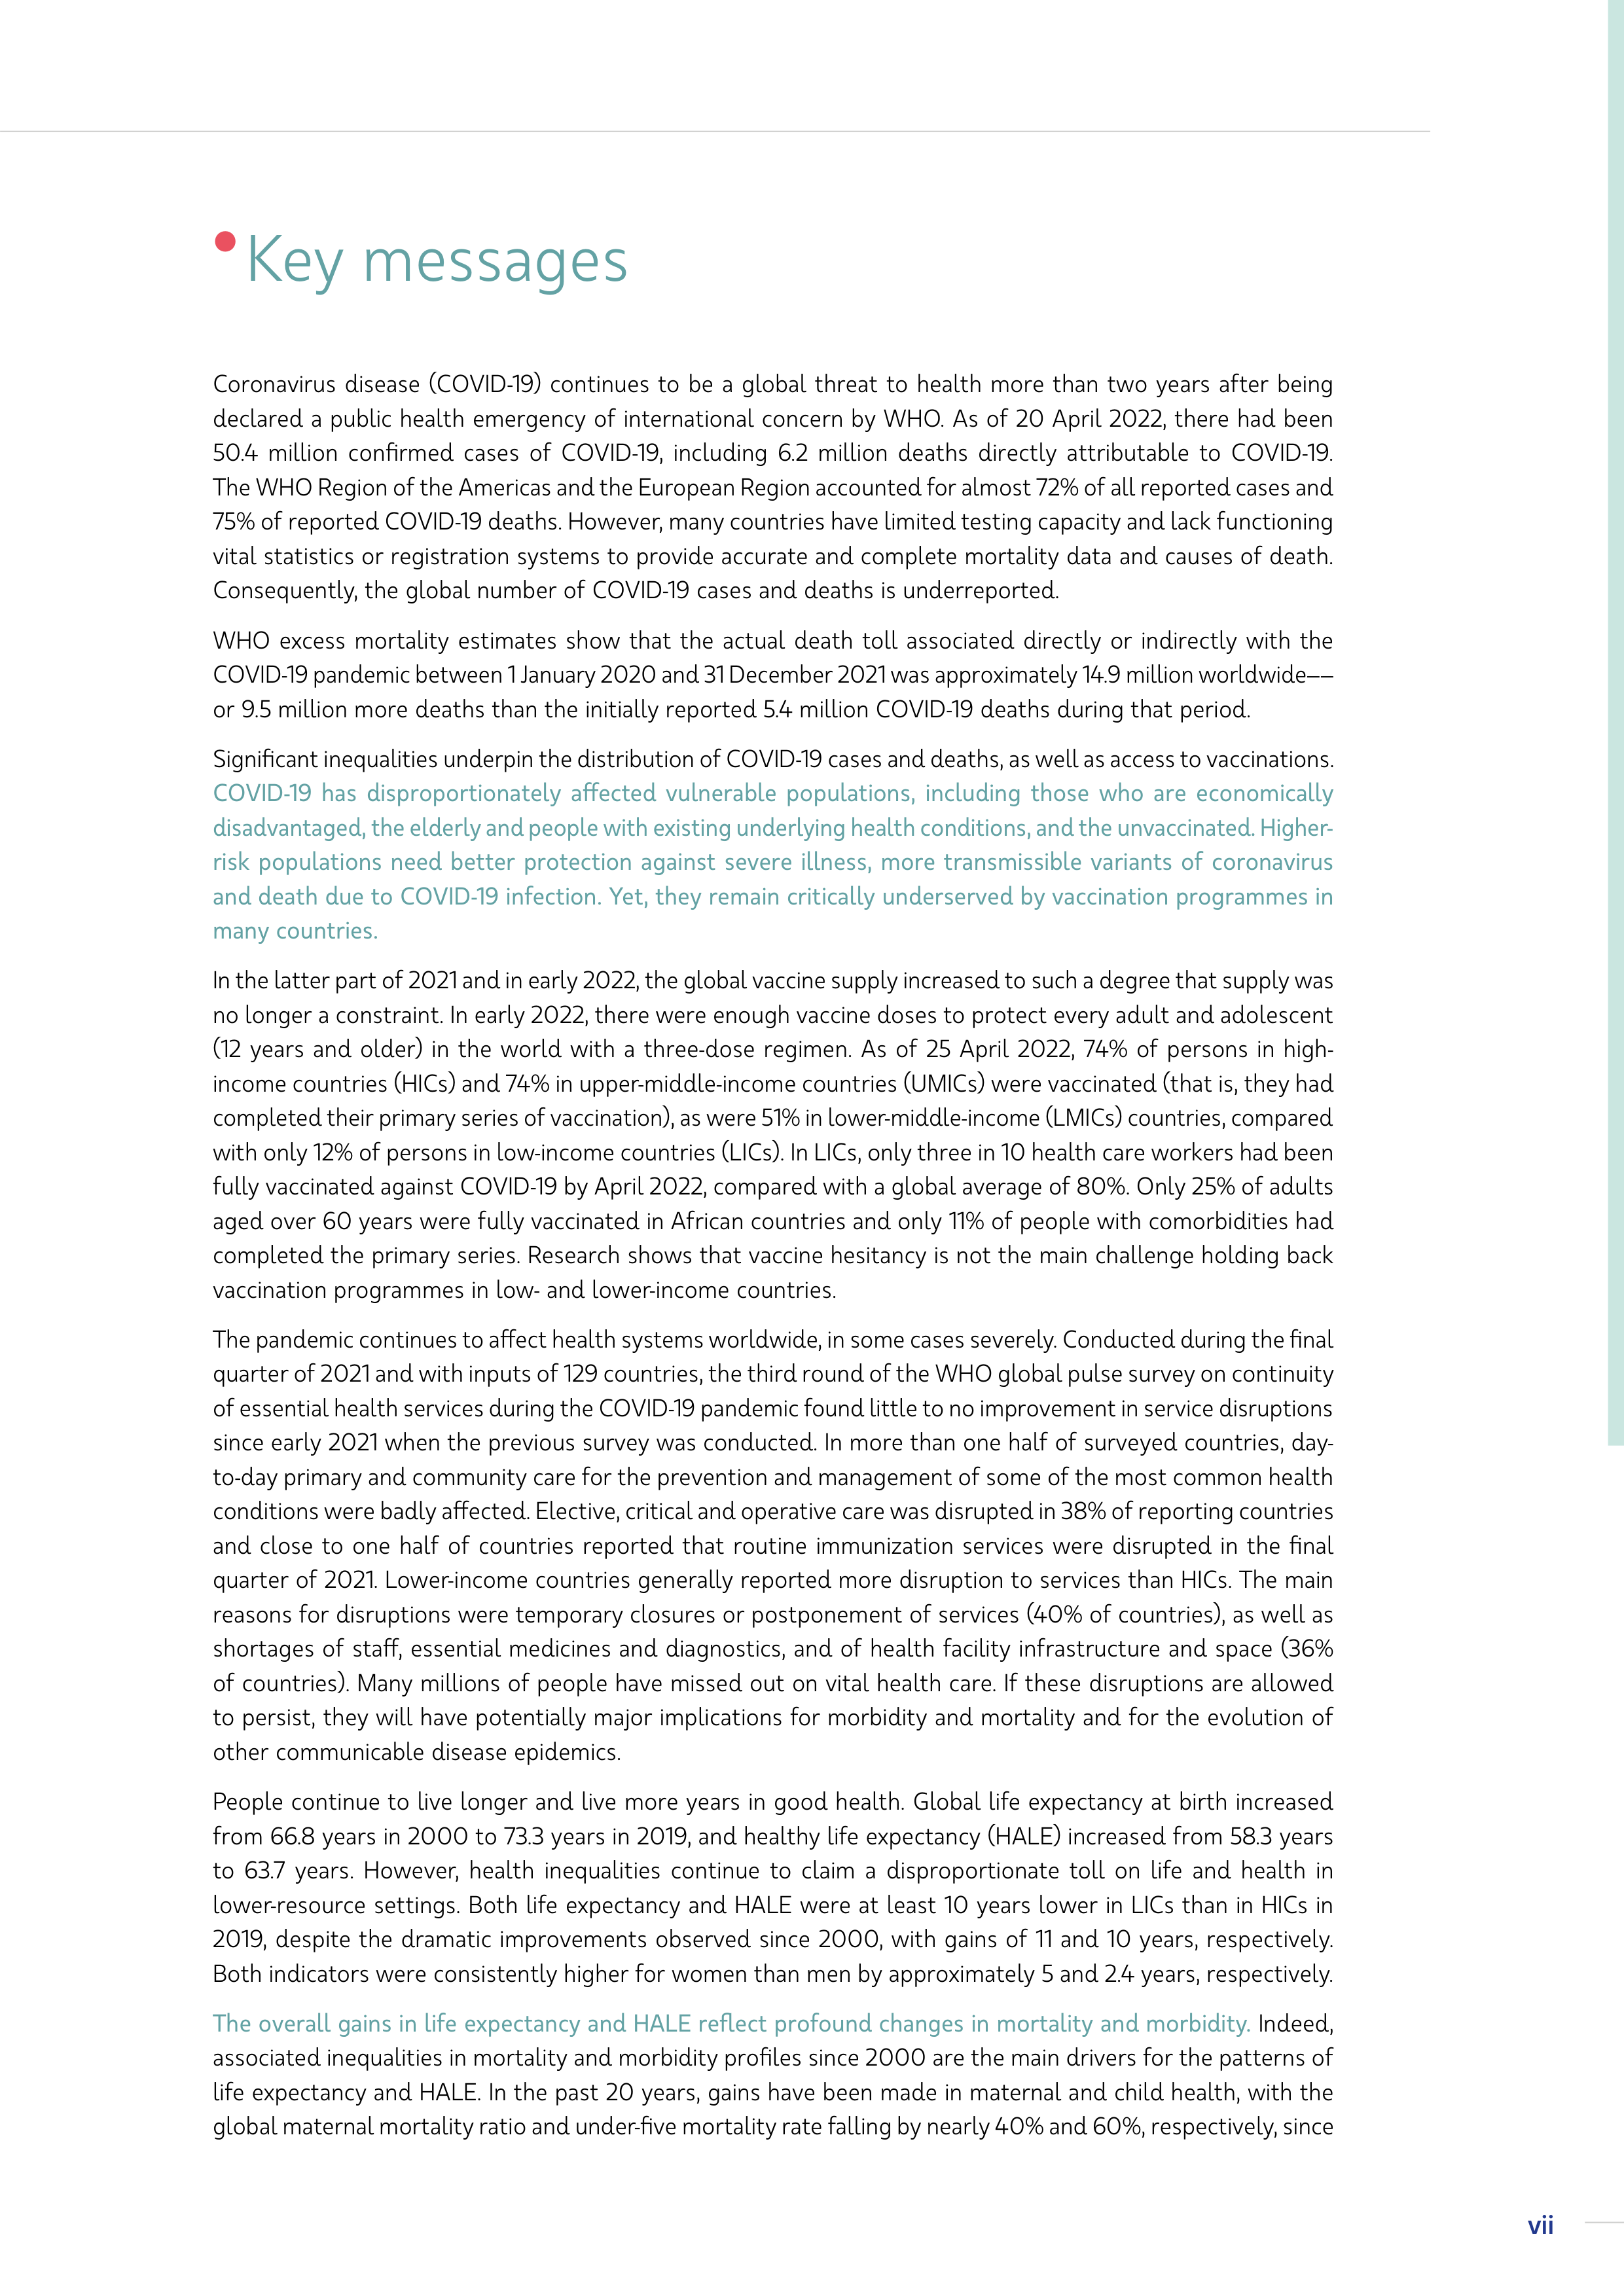 Key messages
Coronavirus disease (COVID-19) continues to be a global threat to health more than two years after being
declared a public health emergency of international concern by WHO. As of 20 April 2022, there had been
50.4 million confirmed cases of COVID-19, including 6.2 million deaths directly attributable to COVID-19.
The WHO Region of the Americas and the European Region accounted for almost 72% of all reported cases and
75% of reported COVID-19 deaths. However, many countries have limited testing capacity and lack functioning
vital statistics or registration systems to provide accurate and complete mortality data and causes of death.
Consequently, the global number of COVID-19 cases and deaths is underreported.
WHO excess mortality estimates show that the actual death toll associated directly or indirectly with the
COVID-19 pandemic between 1 January 2020 and 31 December 2021 was approximately 14.9 million worldwide––
or 9.5 million more deaths than the initially reported 5.4 million COVID-19 deaths during that period.
Significant inequalities underpin the distribution of COVID-19 cases and deaths, as well as access to vaccinations.
COVID-19 has disproportionately affected vulnerable populations, including those who are economically
disadvantaged, the elderly and people with existing underlying health conditions, and the unvaccinated. Higher-
risk populations need better protection against severe illness, more transmissible variants of coronavirus
and death due to COVID-19 infection. Yet, they remain critically underserved by vaccination programmes in
many countries.
In the latter part of 2021 and in early 2022, the global vaccine supply increased to such a degree that supply was
no longer a constraint. In early 2022, there were enough vaccine doses to protect every adult and adolescent
(12 years and older) in the world with a three-dose regimen. As of 25 April 2022, 74% of persons in high-
income countries (HICs) and 74% in upper-middle-income countries (UMICs) were vaccinated (that is, they had
completed their primary series of vaccination), as were 51% in lower-middle-income (LMICs) countries, compared
with only 12% of persons in low-income countries (LICs). In LICs, only three in 10 health care workers had been
fully vaccinated against COVID-19 by April 2022, compared with a global average of 80%. Only 25% of adults
aged over 60 years were fully vaccinated in African countries and only 11% of people with comorbidities had
completed the primary series. Research shows that vaccine hesitancy is not the main challenge holding back
vaccination programmes in low- and lower-income countries.
The pandemic continues to affect health systems worldwide, in some cases severely. Conducted during the final
quarter of 2021 and with inputs of 129 countries, the third round of the WHO global pulse survey on continuity
of essential health services during the COVID-19 pandemic found little to no improvement in service disruptions
since early 2021 when the previous survey was conducted. In more than one half of surveyed countries, day-
to-day primary and community care for the prevention and management of some of the most common health
conditions were badly affected. Elective, critical and operative care was disrupted in 38% of reporting countries
and close to one half of countries reported that routine immunization services were disrupted in the final
quarter of 2021. Lower-income countries generally reported more disruption to services than HICs. The main
reasons for disruptions were temporary closures or postponement of services (40% of countries), as well as
shortages of staff, essential medicines and diagnostics, and of health facility infrastructure and space (36%
of countries). Many millions of people have missed out on vital health care. If these disruptions are allowed
to persist, they will have potentially major implications for morbidity and mortality and for the evolution of
other communicable disease epidemics.
People continue to live longer and live more years in good health. Global life expectancy at birth increased
from 66.8 years in 2000 to 73.3 years in 2019, and healthy life expectancy (HALE) increased from 58.3 years
to 63.7 years. However, health inequalities continue to claim a disproportionate toll on life and health in
lower-resource settings. Both life expectancy and HALE were at least 10 years lower in LICs than in HICs in
2019, despite the dramatic improvements observed since 2000, with gains of 11 and 10 years, respectively.
Both indicators were consistently higher for women than men by approximately 5 and 2.4 years, respectively.
The overall gains in life expectancy and HALE reflect profound changes in mortality and morbidity. Indeed,
associated inequalities in mortality and morbidity profiles since 2000 are the main drivers for the patterns of
life expectancy and HALE. In the past 20 years, gains have been made in maternal and child health, with the
global maternal mortality ratio and under-five mortality rate falling by nearly 40% and 60%, respectively, since
vii